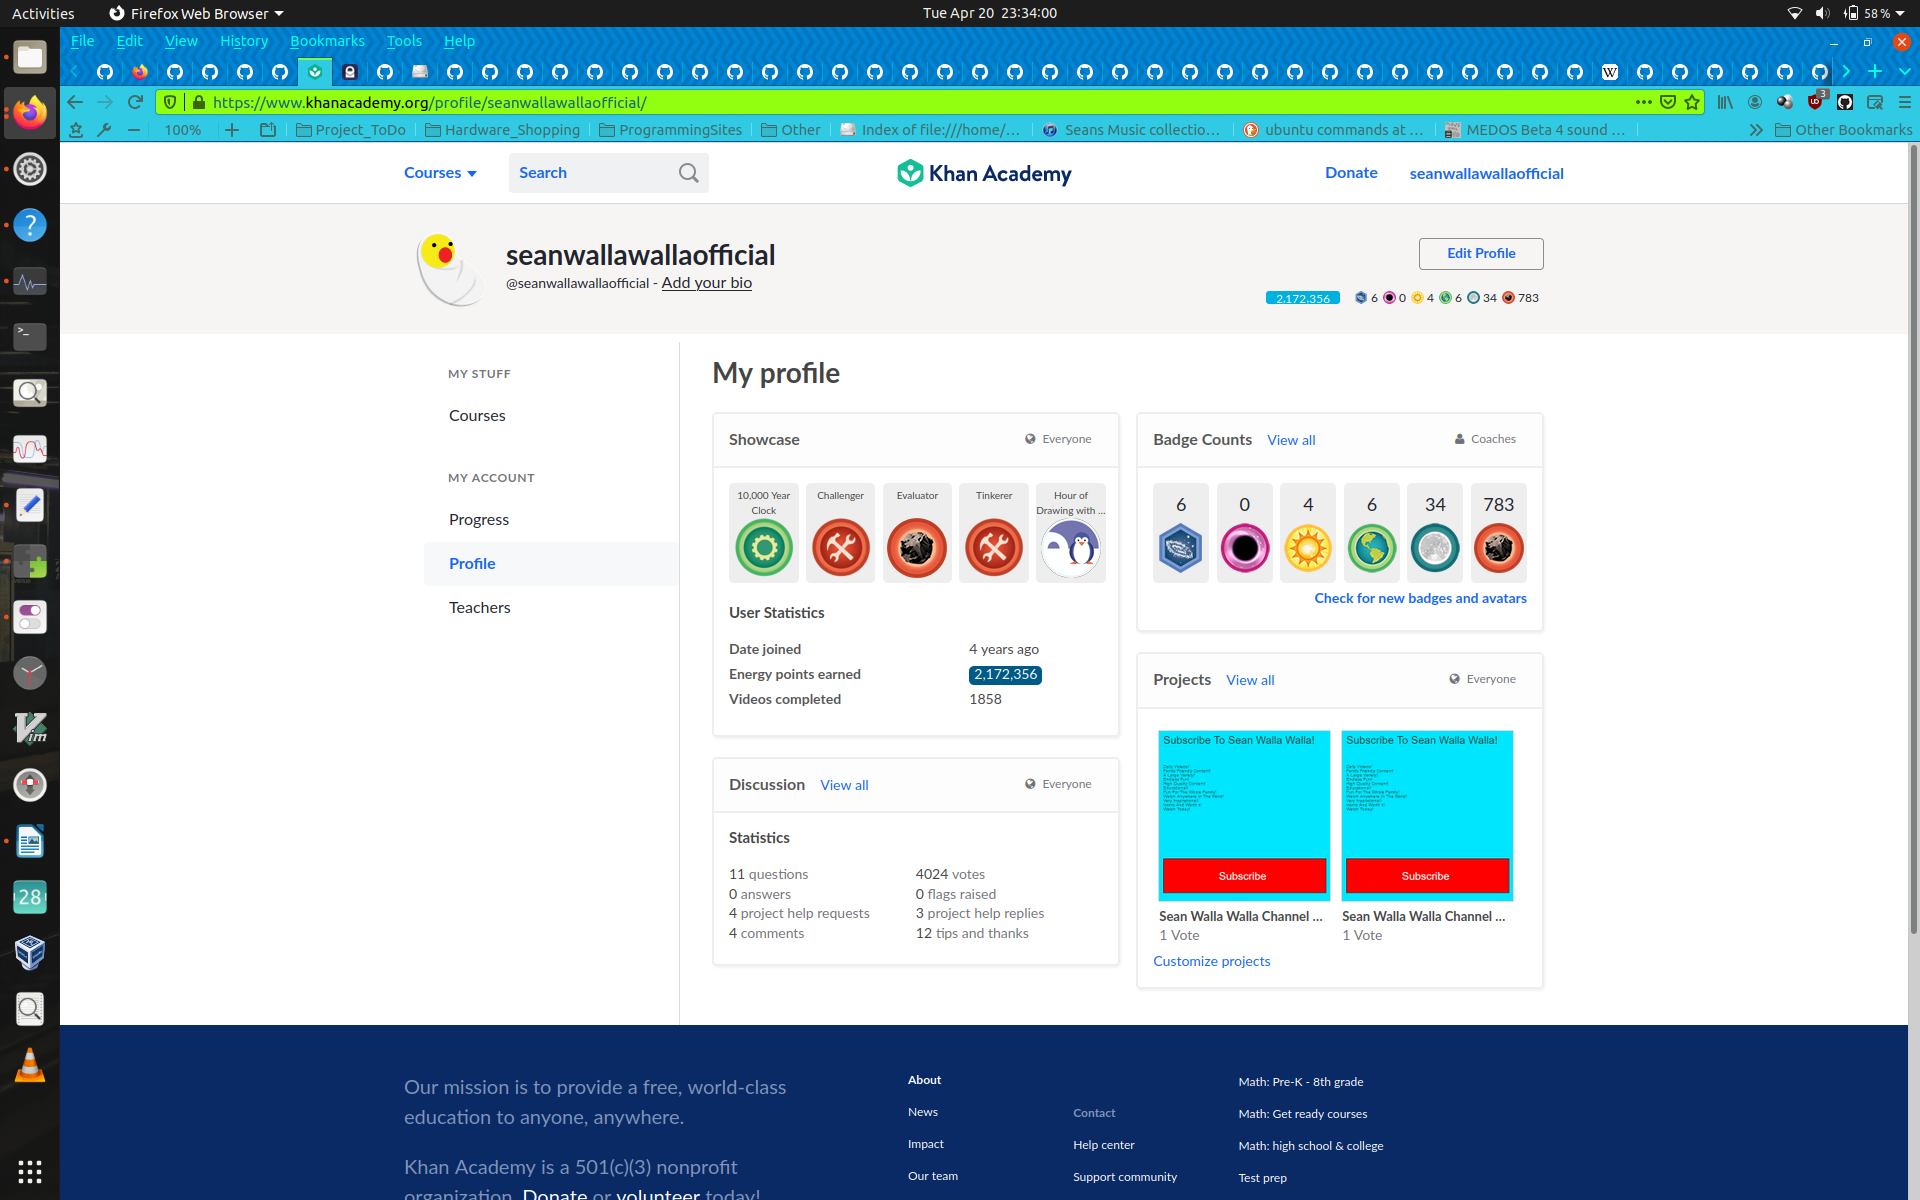 Activities
Firefox Web Browser
Tue Apr 20 23:34:00
58 %
File Edit View History Bookmarks Tools Help
W
https://www.khanacademy.org/profile/seanwallawallaofficial/
3
100%
Project_ToDo
Hardware_Shopping
ProgrammingSites
Other
Index of file:///home/...
Seans Music collectio...
ubuntu commands at ...
MEDOS Beta 4 sound ...
Other Bookmarks
Courses
Search
Khan Academy
Donate
seanwallawallaofficial
seanwallawallaofficial
@seanwallawallaofficial - Add your bio
Edit Profile
2,172,356
6 0 4 6 34 783
MY STUFF
Courses
MY ACCOUNT
Progress
Profile
Teachers
My profile
Showcase
Everyone
10,000 Year
Clock
Challenger
Evaluator
Tinkerer
Hour of
Drawing with ...
User Statistics
Date joined 4 years ago
Energy points earned 2,172,356
Videos completed 1858
Discussion View all
Everyone
Statistics
11 questions 4024 votes
0 answers 0 flags raised
4 project help requests 3 project help replies
4 comments 12 tips and thanks
Badge Counts View all
Coaches
6 0 4 6 34 783
Check for new badges and avatars
Projects View all
Everyone
Subscribe To Sean Walla Walla!
Subscribe
Sean Walla Walla Channel ...
1 Vote
Subscribe To Sean Walla Walla!
Subscribe
Sean Walla Walla Channel ...
1 Vote
Customize projects
Our mission is to provide a free, world-class
education to anyone, anywhere.
Khan Academy is a 501(c)(3) nonprofit
organization. Donate or volunteer today!
About
News
Impact
Our team
Contact
Help center
Support community
Math: Pre-K - 8th grade
Math: Get ready courses
Math: high school & college
Test prep
Vim
28